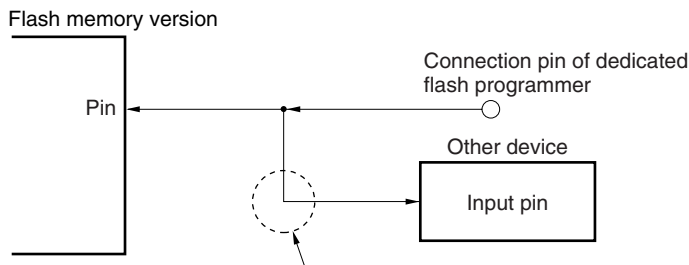 Flash memory version
Connection pin of dedicated
flash programmer
Pin
Other device
Input pin